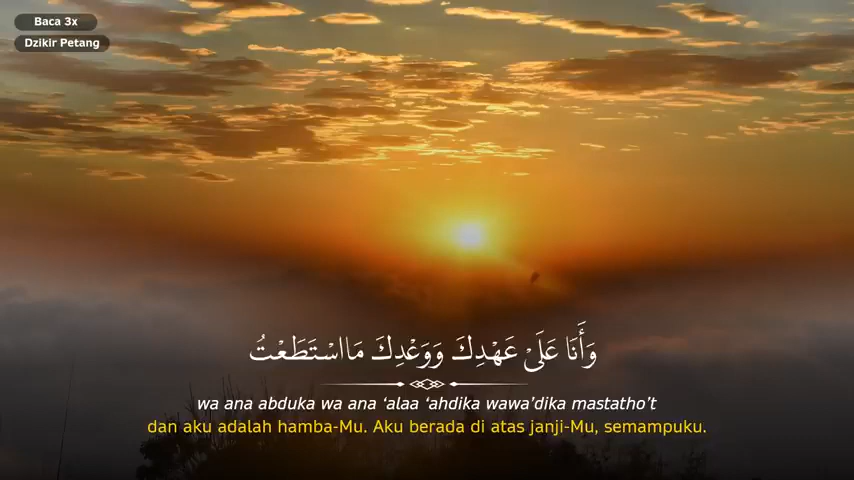 Baca 3x
Dzikir Petang
وَأَنَا عَلَىٰ عَهْدِكَ وَوَعْدِكَ مَااسْتَطَعْتُ
wa ana abduka wa ana ‘alaa ‘ahdika wawa’dika mastatho’t
dan aku adalah hamba-Mu. Aku berada di atas janji-Mu, semampuku.